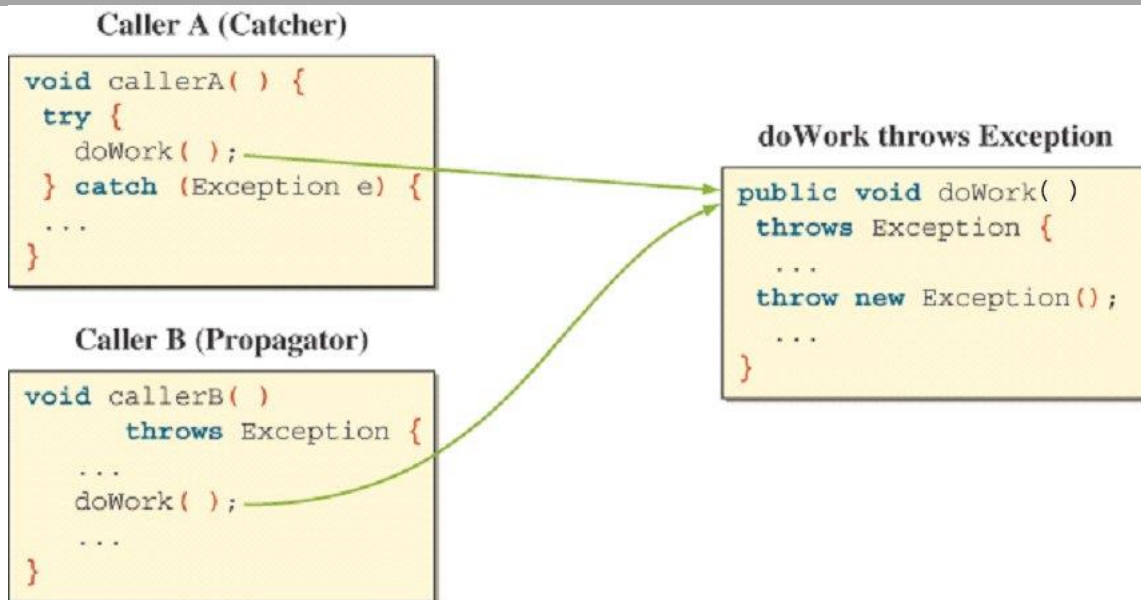 Caller A (Catcher)
void callerA( ) {
try {
doWork( );
} catch (Exception e) {
...
}
Caller B (Propagator)
void callerB( )
throws Exception {
...
doWork( );
...
}
doWork throws Exception
public void doWork( )
throws Exception {
...
throw new Exception();
...
}